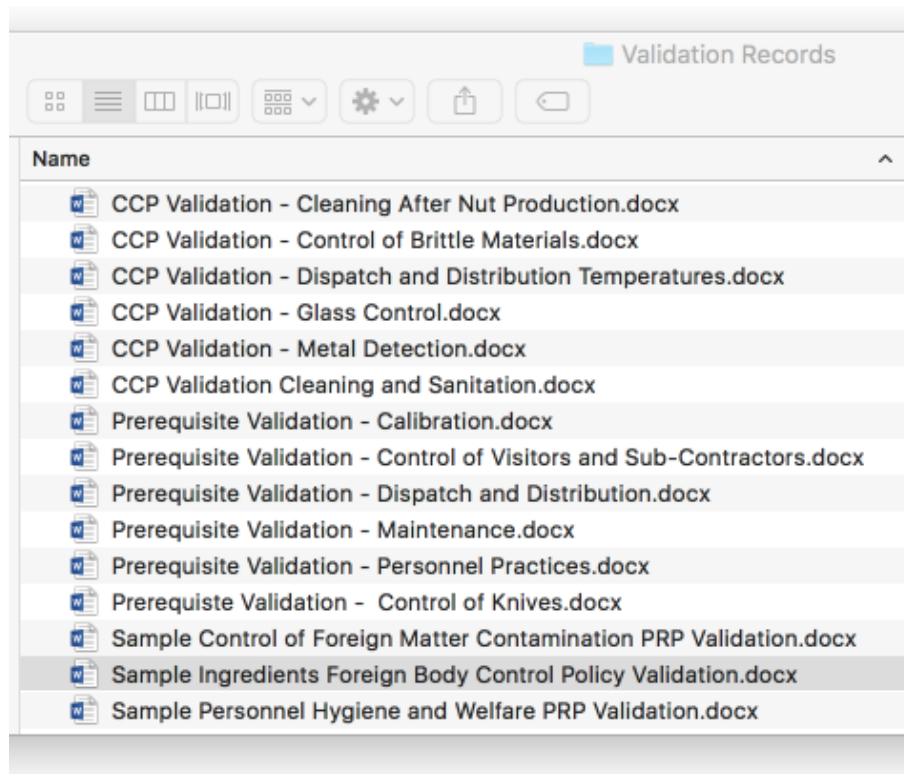 Validation Records
Name
CCP Validation - Cleaning After Nut Production.docx
CCP Validation - Control of Brittle Materials.docx
CCP Validation - Dispatch and Distribution Temperatures.docx
CCP Validation - Glass Control.docx
CCP Validation - Metal Detection.docx
CCP Validation Cleaning and Sanitation.docx
Prerequisite Validation - Calibration.docx
Prerequisite Validation - Control of Visitors and Sub-Contractors.docx
Prerequisite Validation - Dispatch and Distribution.docx
Prerequisite Validation - Maintenance.docx
Prerequisite Validation - Personnel Practices.docx
Prerequiste Validation -  Control of Knives.docx
Sample Control of Foreign Matter Contamination PRP Validation.docx
Sample Ingredients Foreign Body Control Policy Validation.docx
Sample Personnel Hygiene and Welfare PRP Validation.docx